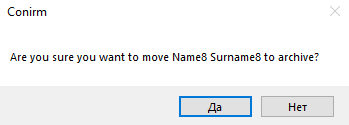 Conirm
Are you sure you want to move Name8 Surname8 to archive?
Да
Нет